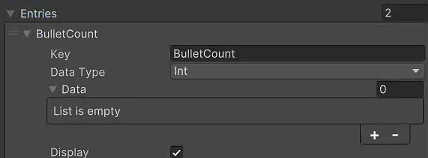 Entries 2
BulletCount
Key BulletCount
Data Type Int
Data 0
List is empty
+ -
Display